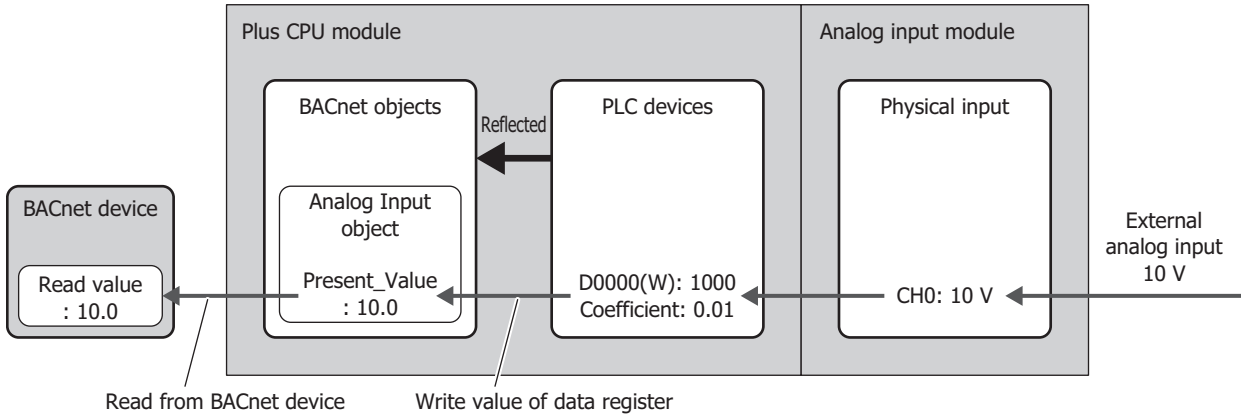 Plus CPU module
Analog input module
BACnet objects
Reflected
PLC devices
Physical input
BACnet device
Read value
: 10.0
Analog Input
object
Present_Value
: 10.0
D0000(W): 1000
Coefficient: 0.01
CH0: 10 V
External
analog input
10 V
Read from BACnet device
Write value of data register